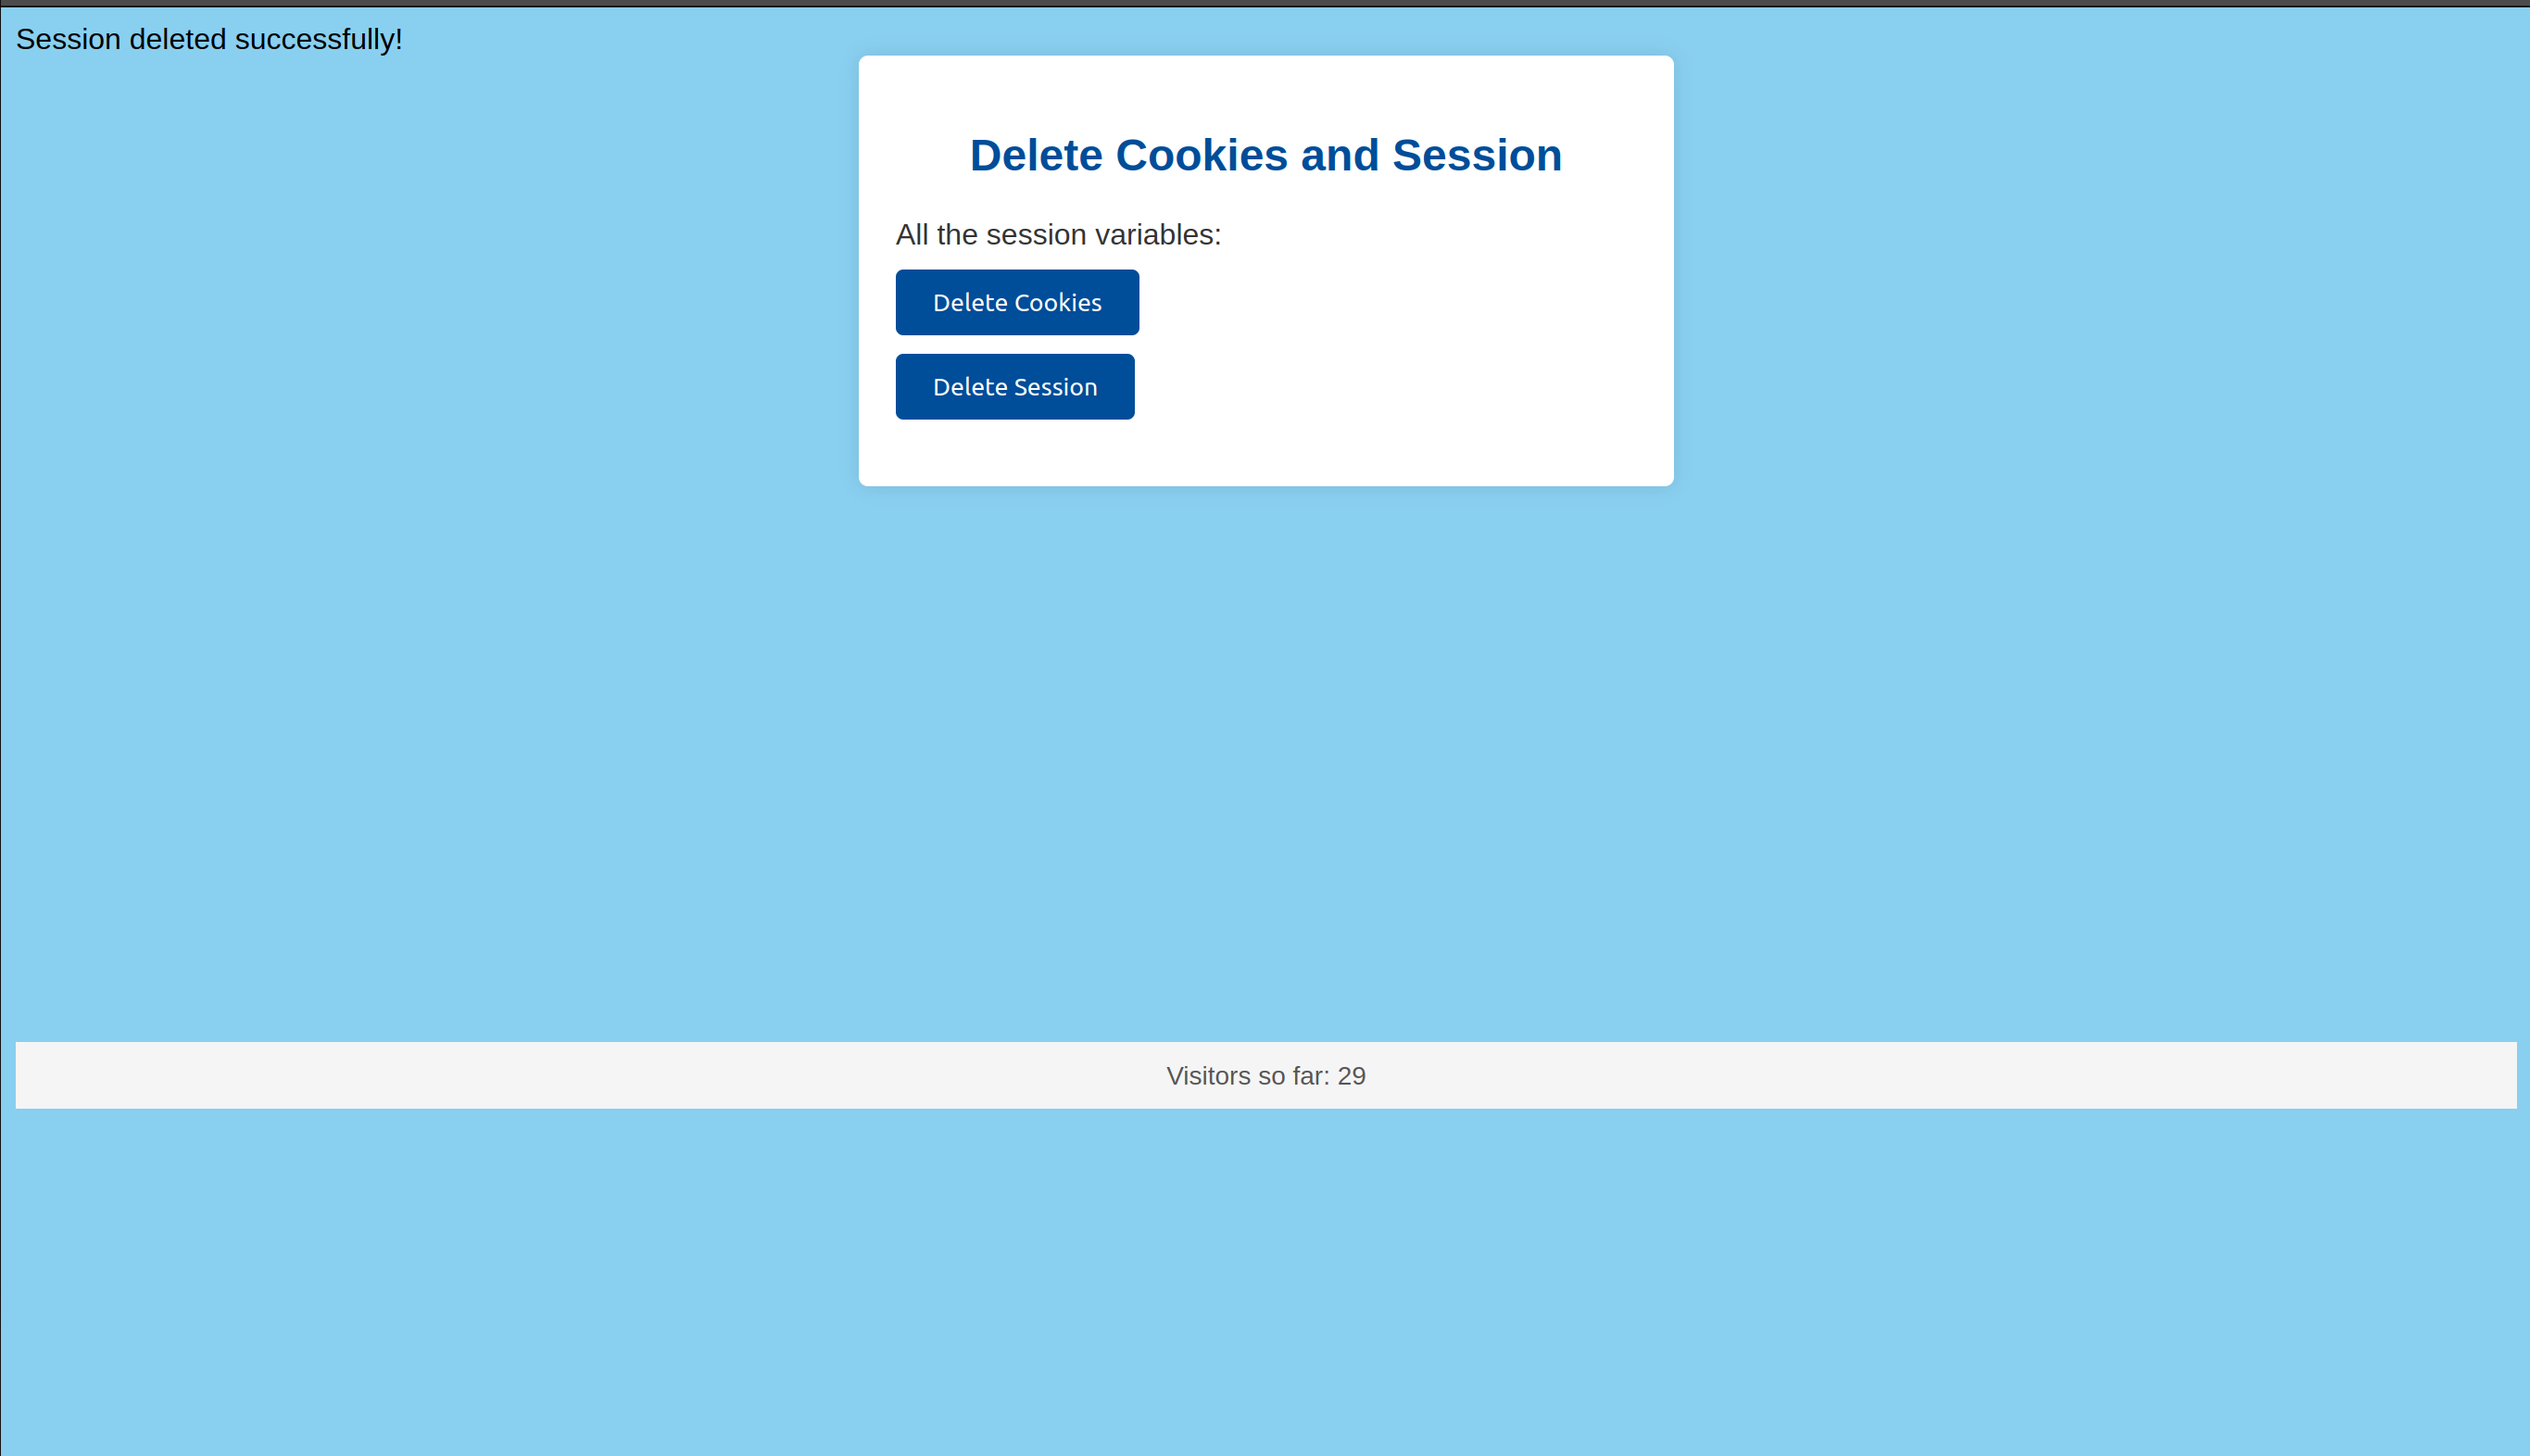 Session deleted successfully!
Delete Cookies and Session
All the session variables:
Delete Cookies
Delete Session
Visitors so far: 29